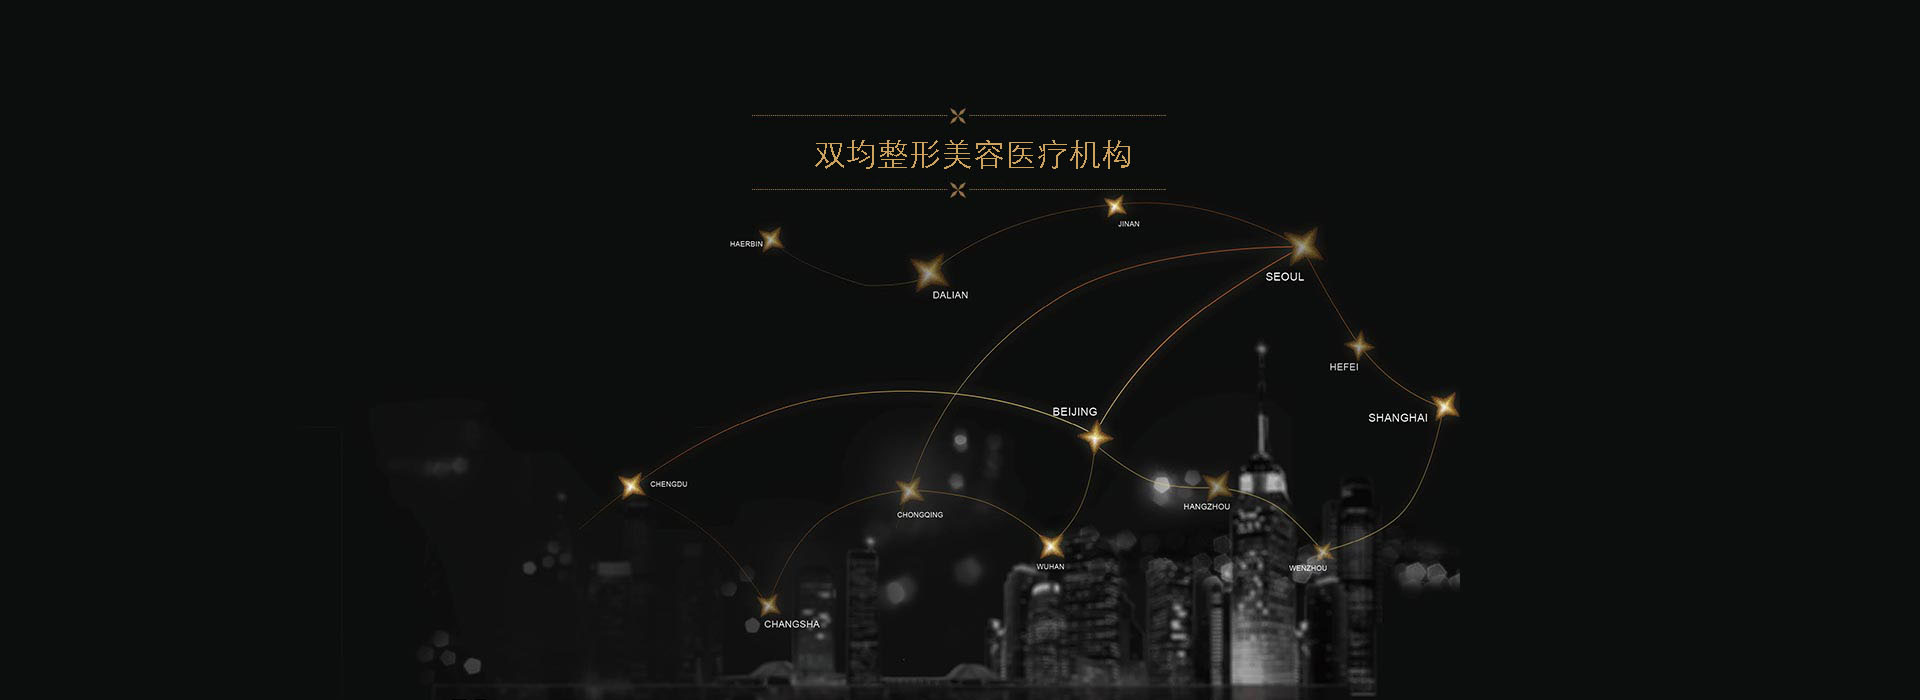 双均整形美容医疗机构
JINAN
HAERBIN
SEOUL
DALIAN
HEFEI
BEIJING
SHANGHAI
CHENGDU
HANGZHOU
CHONGQING
WUHAN
WENZHOU
CHANGSHA